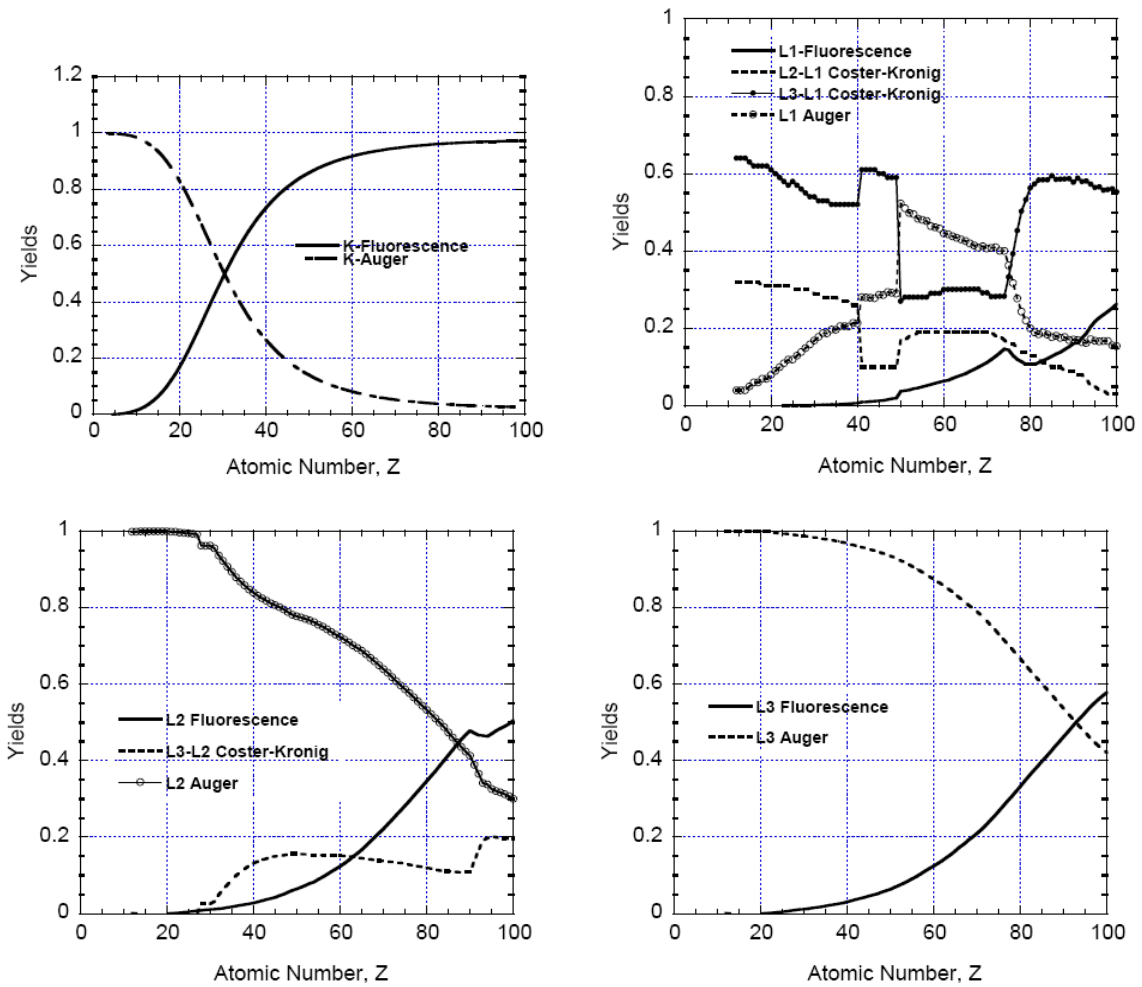 1.2
1
0.8
0.6
0.4
0.2
0
Yields
K-Fluorescence
K-Auger
0 20 40 60 80 100
Atomic Number, Z
1
0.8
0.6
0.4
0.2
0
Yields
L1-Fluorescence
L2-L1 Coster-Kronig
L3-L1 Coster-Kronig
L1 Auger
0 20 40 60 80 100
Atomic Number, Z
1
0.8
0.6
0.4
0.2
0
Yields
L2 Fluorescence
L3-L2 Coster-Kronig
L2 Auger
0 20 40 60 80 100
Atomic Number, Z
1
0.8
0.6
0.4
0.2
0
Yields
L3 Fluorescence
L3 Auger
0 20 40 60 80 100
Atomic Number, Z